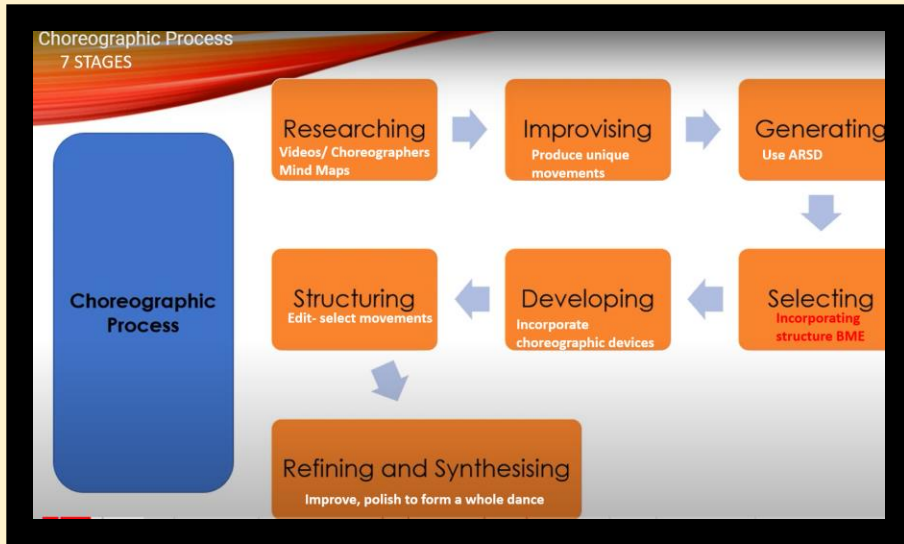 Choreographic Process
7 STAGES
Researching
Videos/ Choreographers
Mind Maps
Improvising
Produce unique
movements
Generating
Use ARSD
Choreographic
Process
Structuring
Edit- select movements
Developing
Incorporate
choreographic devices
Selecting
Incorporating
structure BME
Refining and Synthesising
Improve, polish to form a whole dance